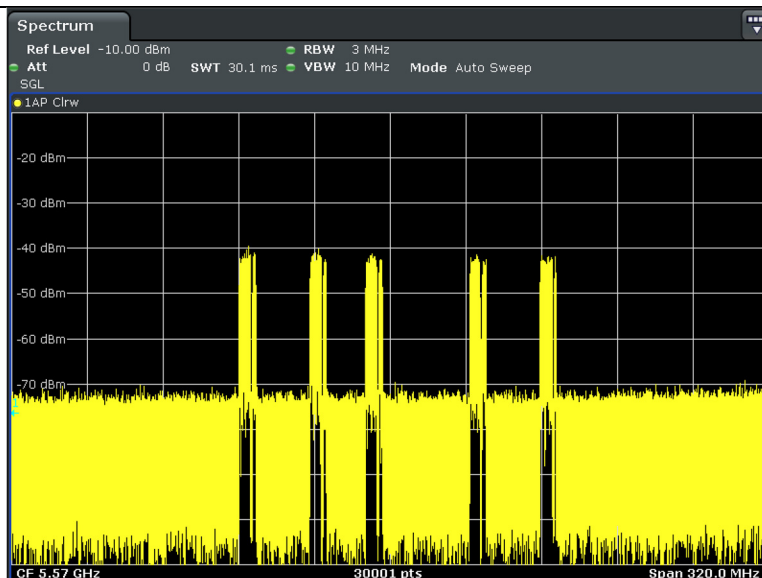 Spectrum
Ref Level -10.00 dBm RBW 3 MHz
Att 0 dB SWT 30.1 ms VBW 10 MHz Mode Auto Sweep
SGL
1AP Clrw
-20 dBm
-30 dBm
-40 dBm
-50 dBm
-60 dBm
-70 dBm
CF 5.57 GHz 30001 pts Span 320.0 MHz